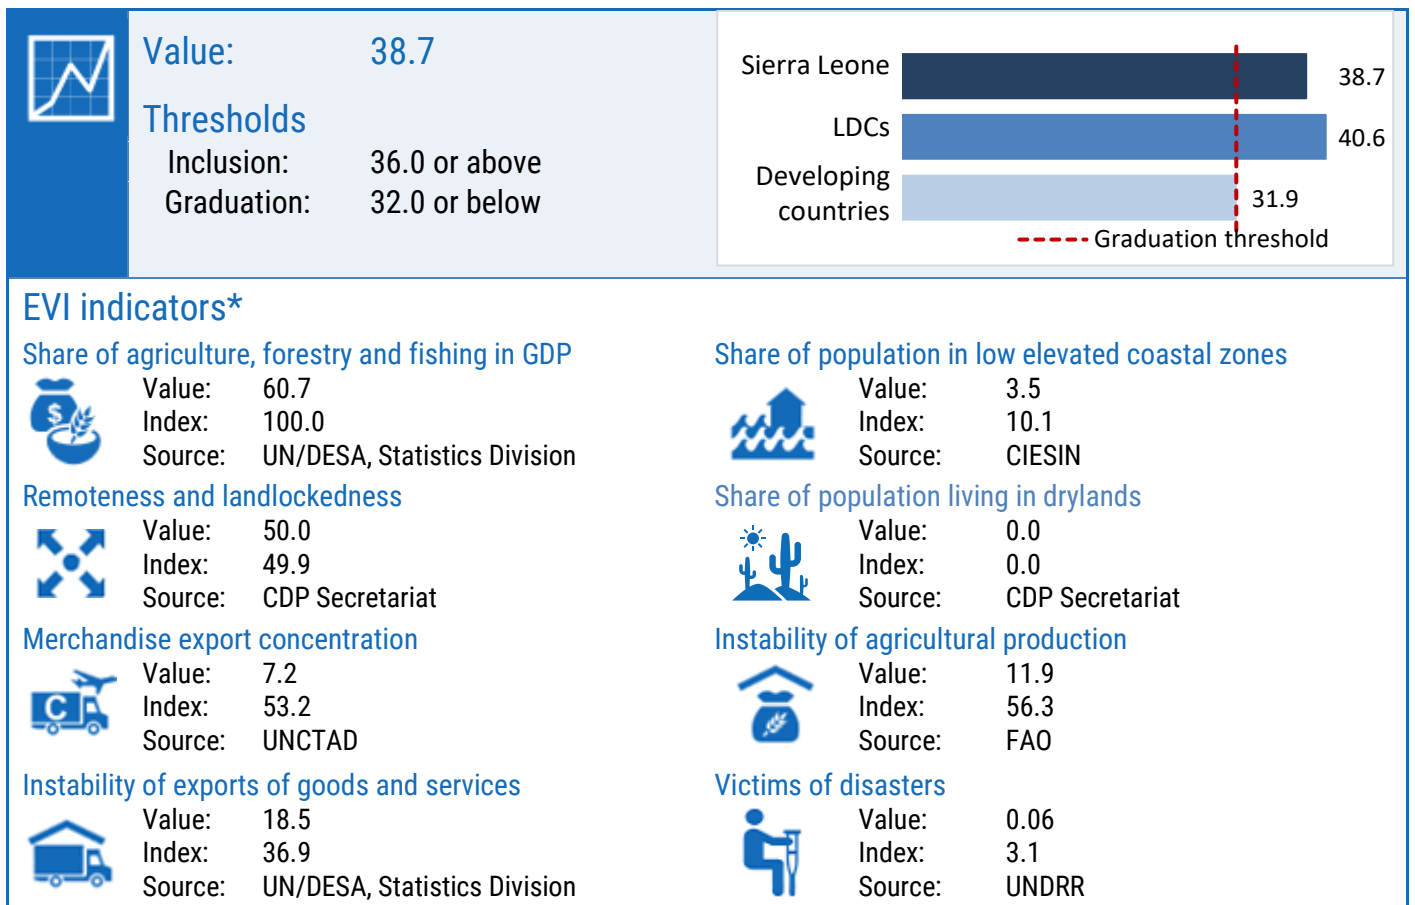 Value: 38.7
Thresholds
Inclusion: 36.0 or above
Graduation: 32.0 or below
Sierra Leone 38.7
LDCs 40.6
Developing
countries 31.9
Graduation threshold
EVI indicators*
Share of agriculture, forestry and fishing in GDP
$
Value: 60.7
Index: 100.0
Source: UN/DESA, Statistics Division
Share of population in low elevated coastal zones
Value: 3.5
Index: 10.1
Source: CIESIN
Remoteness and landlockedness
Value: 50.0
Index: 49.9
Source: CDP Secretariat
Share of population living in drylands
Value: 0.0
Index: 0.0
Source: CDP Secretariat
Merchandise export concentration
C
Value: 7.2
Index: 53.2
Source: UNCTAD
Instability of agricultural production
Value: 11.9
Index: 56.3
Source: FAO
Instability of exports of goods and services
Value: 18.5
Index: 36.9
Source: UN/DESA, Statistics Division
Victims of disasters
Value: 0.06
Index: 3.1
Source: UNDRR